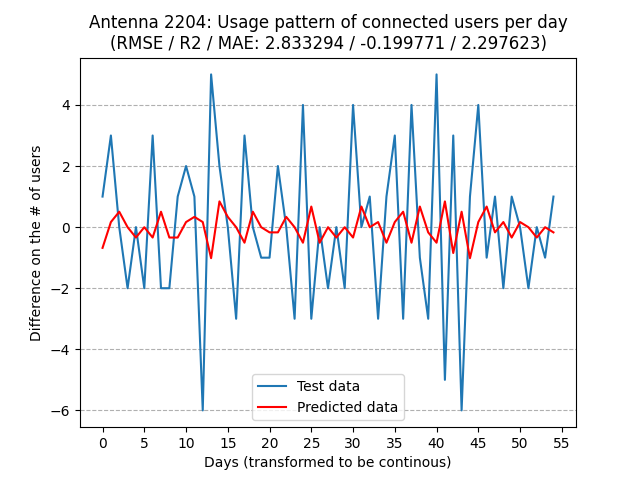 Antenna 2204: Usage pattern of connected users per day
(RMSE / R2 / MAE: 2.833294 / -0.199771 / 2.297623)
Difference on the # of users
4
2
0
−2
−4
−6
Test data
Predicted data
0 5 10 15 20 25 30 35 40 45 50 55
Days (transformed to be continous)